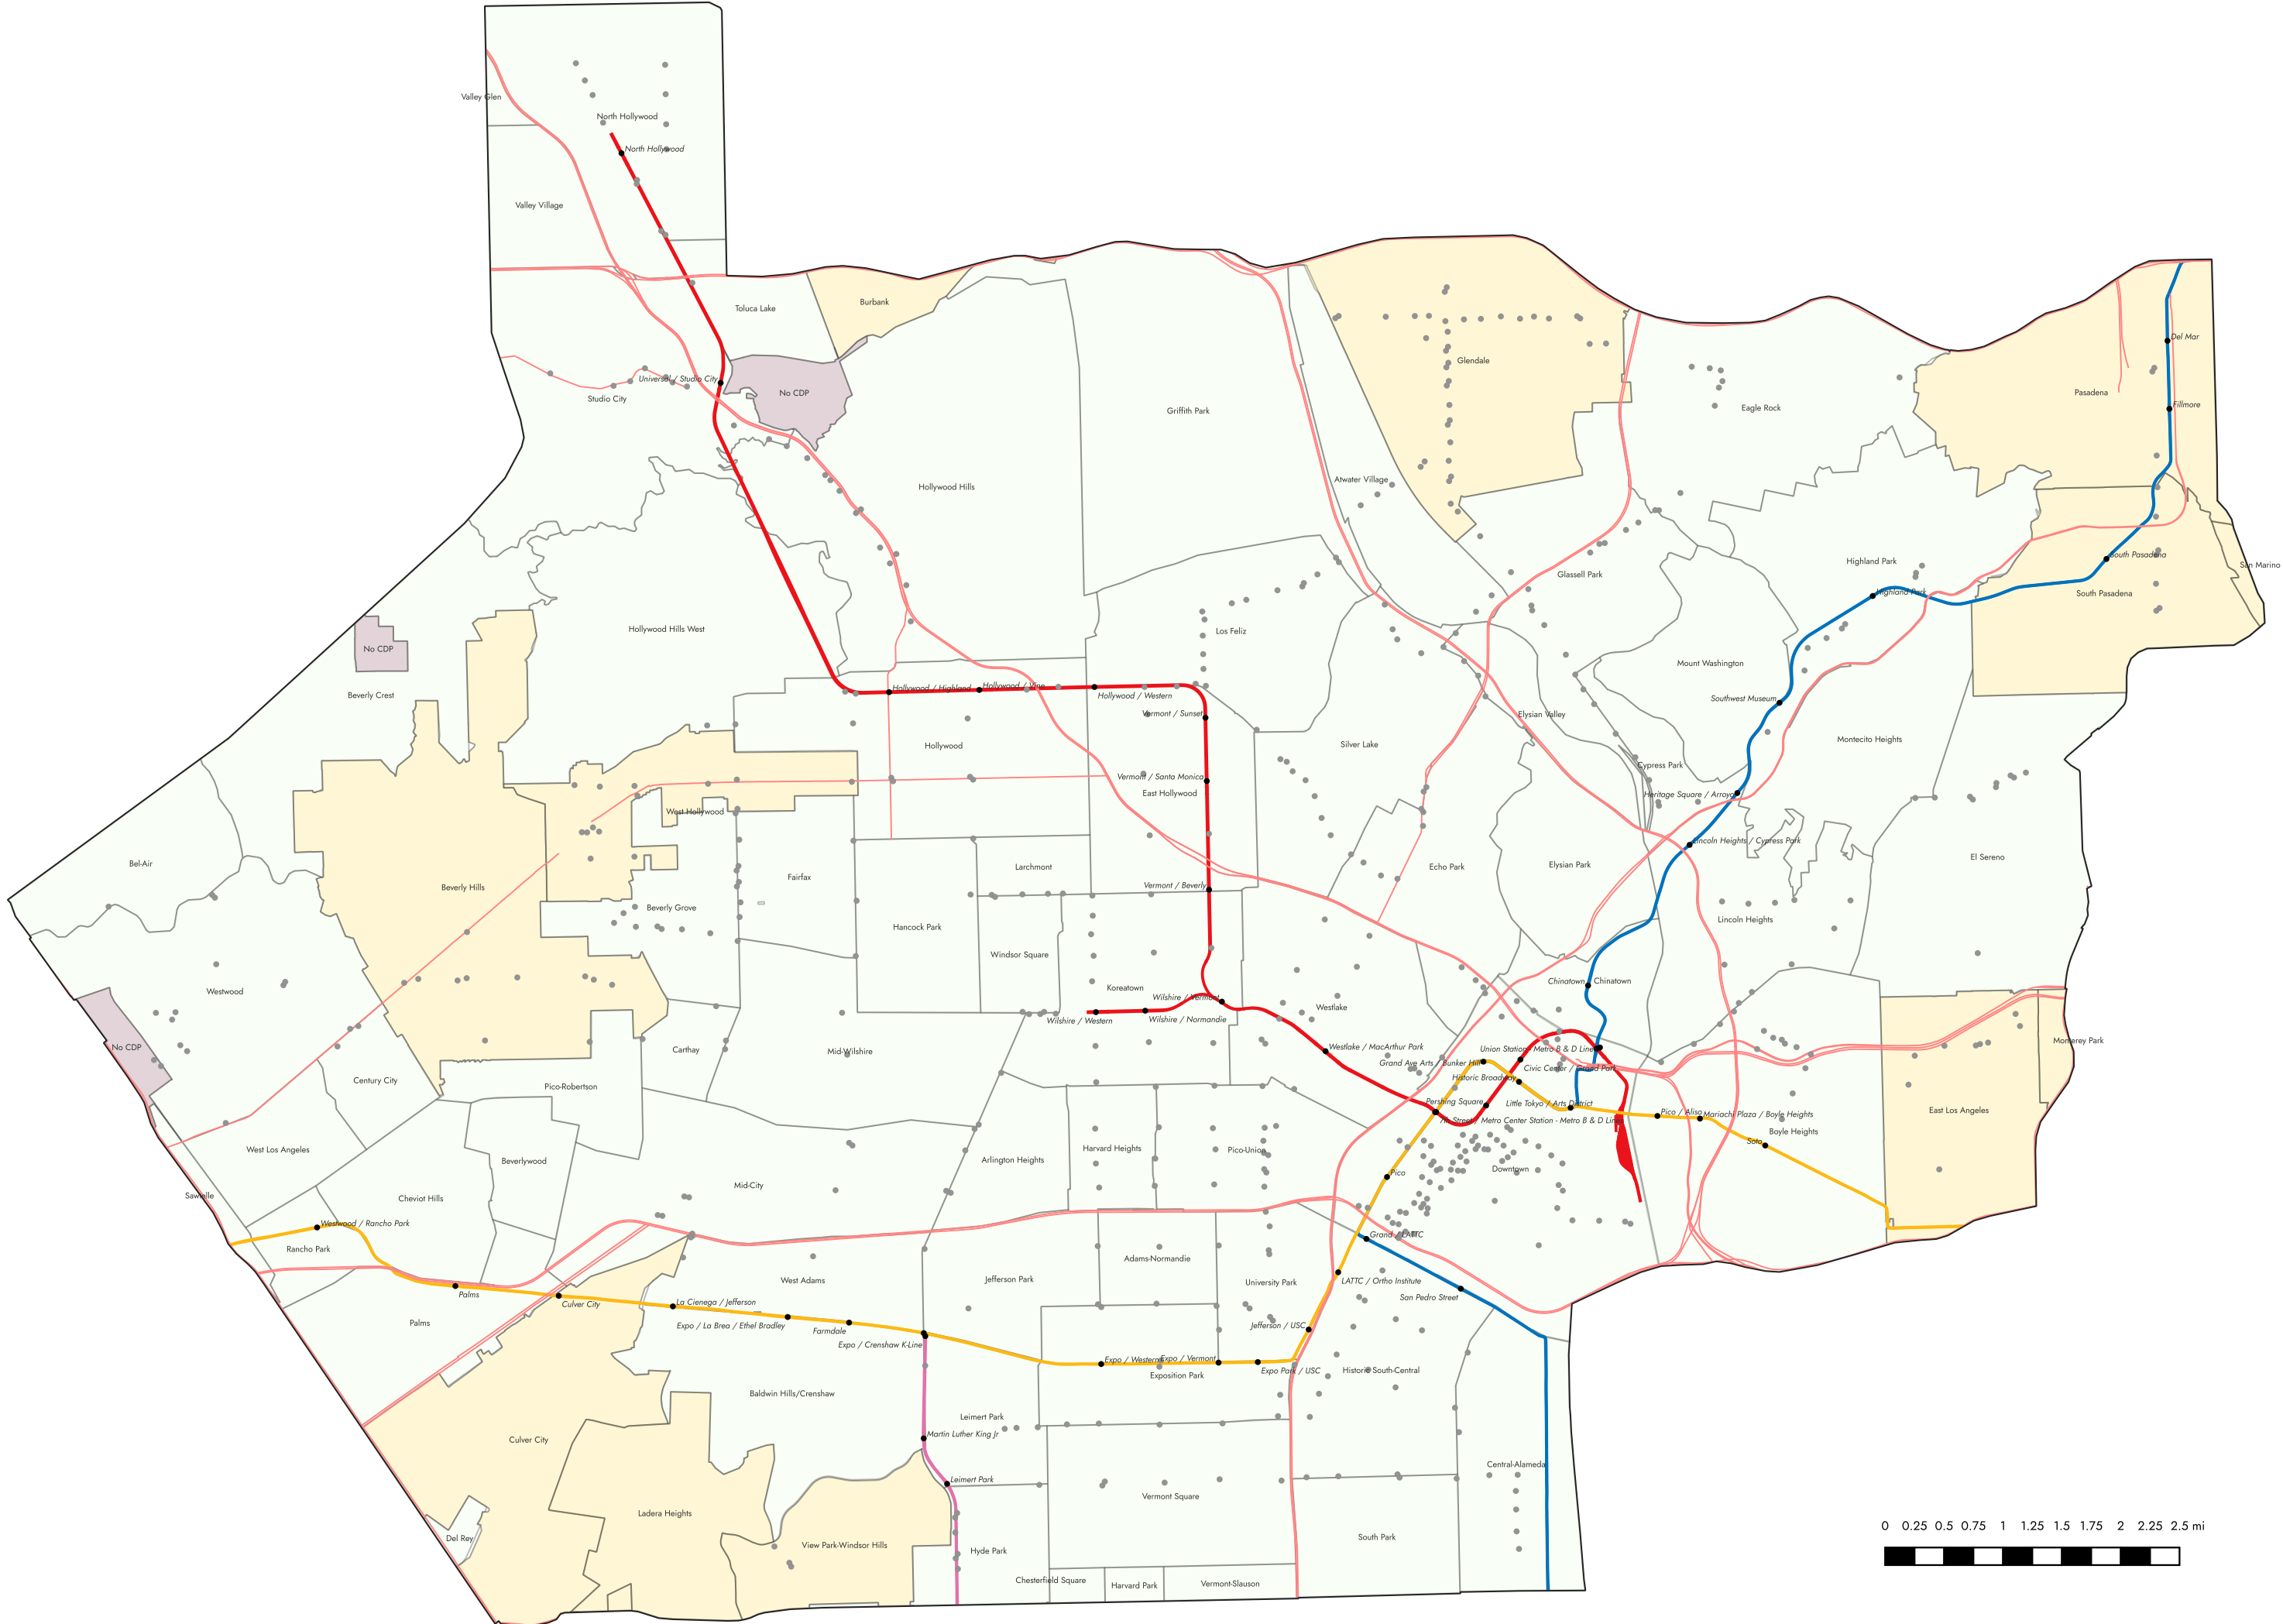 Valley Glen
North Hollywood
North Hollywood
Valley Village
Toluca Lake
Burbank
Universal / Studio City
Studio City
No CDP
Griffith Park
Glendale
Eagle Rock
Pasadena
Del Mar
Fillmore
Hollywood Hills
Atwater Village
Glassell Park
Highland Park
Highland Park
South Pasadena
South Pasadena
San Marino
Hollywood Hills West
No CDP
Beverly Crest
Los Feliz
Mount Washington
Southwest Museum
Hollywood / Highland
Hollywood / Vine
Hollywood / Western
Vermont / Sunset
Elysian Valley
Hollywood
Silver Lake
Montecito Heights
Cypress Park
Vermont / Santa Monica
East Hollywood
Heritage Square / Arroyo
West Hollywood
Lincoln Heights / Cypress Park
Bel-Air
Beverly Hills
Fairfax
Larchmont
Echo Park
Elysian Park
El Sereno
Vermont / Beverly
Beverly Grove
Hancock Park
Lincoln Heights
Windsor Square
Westwood
Koreatown
Chinatown
Chinatown
Wilshire / Vermont
Westlake
Wilshire / Western
Wilshire / Normandie
No CDP
Carthay
Mid-Wilshire
Westlake / MacArthur Park
Union Station - Metro B & D Lines
Monterey Park
Grand Ave Arts / Bunker Hill
Civic Center / Grand Park
Historic Broadway
Century City
Pico-Robertson
Pershing Square
Little Tokyo / Arts District
Pico / Aliso
Mariachi Plaza / Boyle Heights
East Los Angeles
7th Street / Metro Center Station - Metro B & D Lines
Boyle Heights
Soto
West Los Angeles
Beverlywood
Arlington Heights
Harvard Heights
Pico-Union
Downtown
Pico
Sawtelle
Cheviot Hills
Mid-City
Westwood / Rancho Park
Rancho Park
Grand / LATTC
Adams-Normandie
Jefferson Park
West Adams
University Park
LATTC / Ortho Institute
San Pedro Street
Palms
Culver City
La Cienega / Jefferson
Palms
Expo / La Brea / Ethel Bradley
Farmdale
Expo / Crenshaw K-Line
Jefferson / USC
Expo / Western
Expo / Vermont
Expo Park / USC
Exposition Park
Historic South-Central
Baldwin Hills/Crenshaw
Leimert Park
Martin Luther King Jr
Culver City
Leimert Park
Central-Alameda
Vermont Square
Ladera Heights
Del Rey
View Park-Windsor Hills
Hyde Park
South Park
Chesterfield Square
Harvard Park
Vermont-Slauson
0 0.25 0.5 0.75 1 1.25 1.5 1.75 2 2.25 2.5 mi